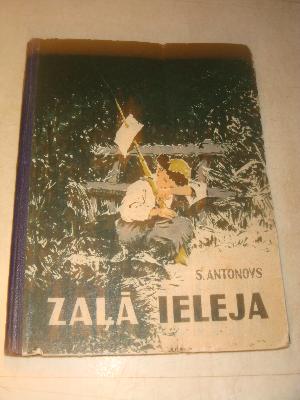 S. ANTONOVS
ZAĻĀ IELEJA